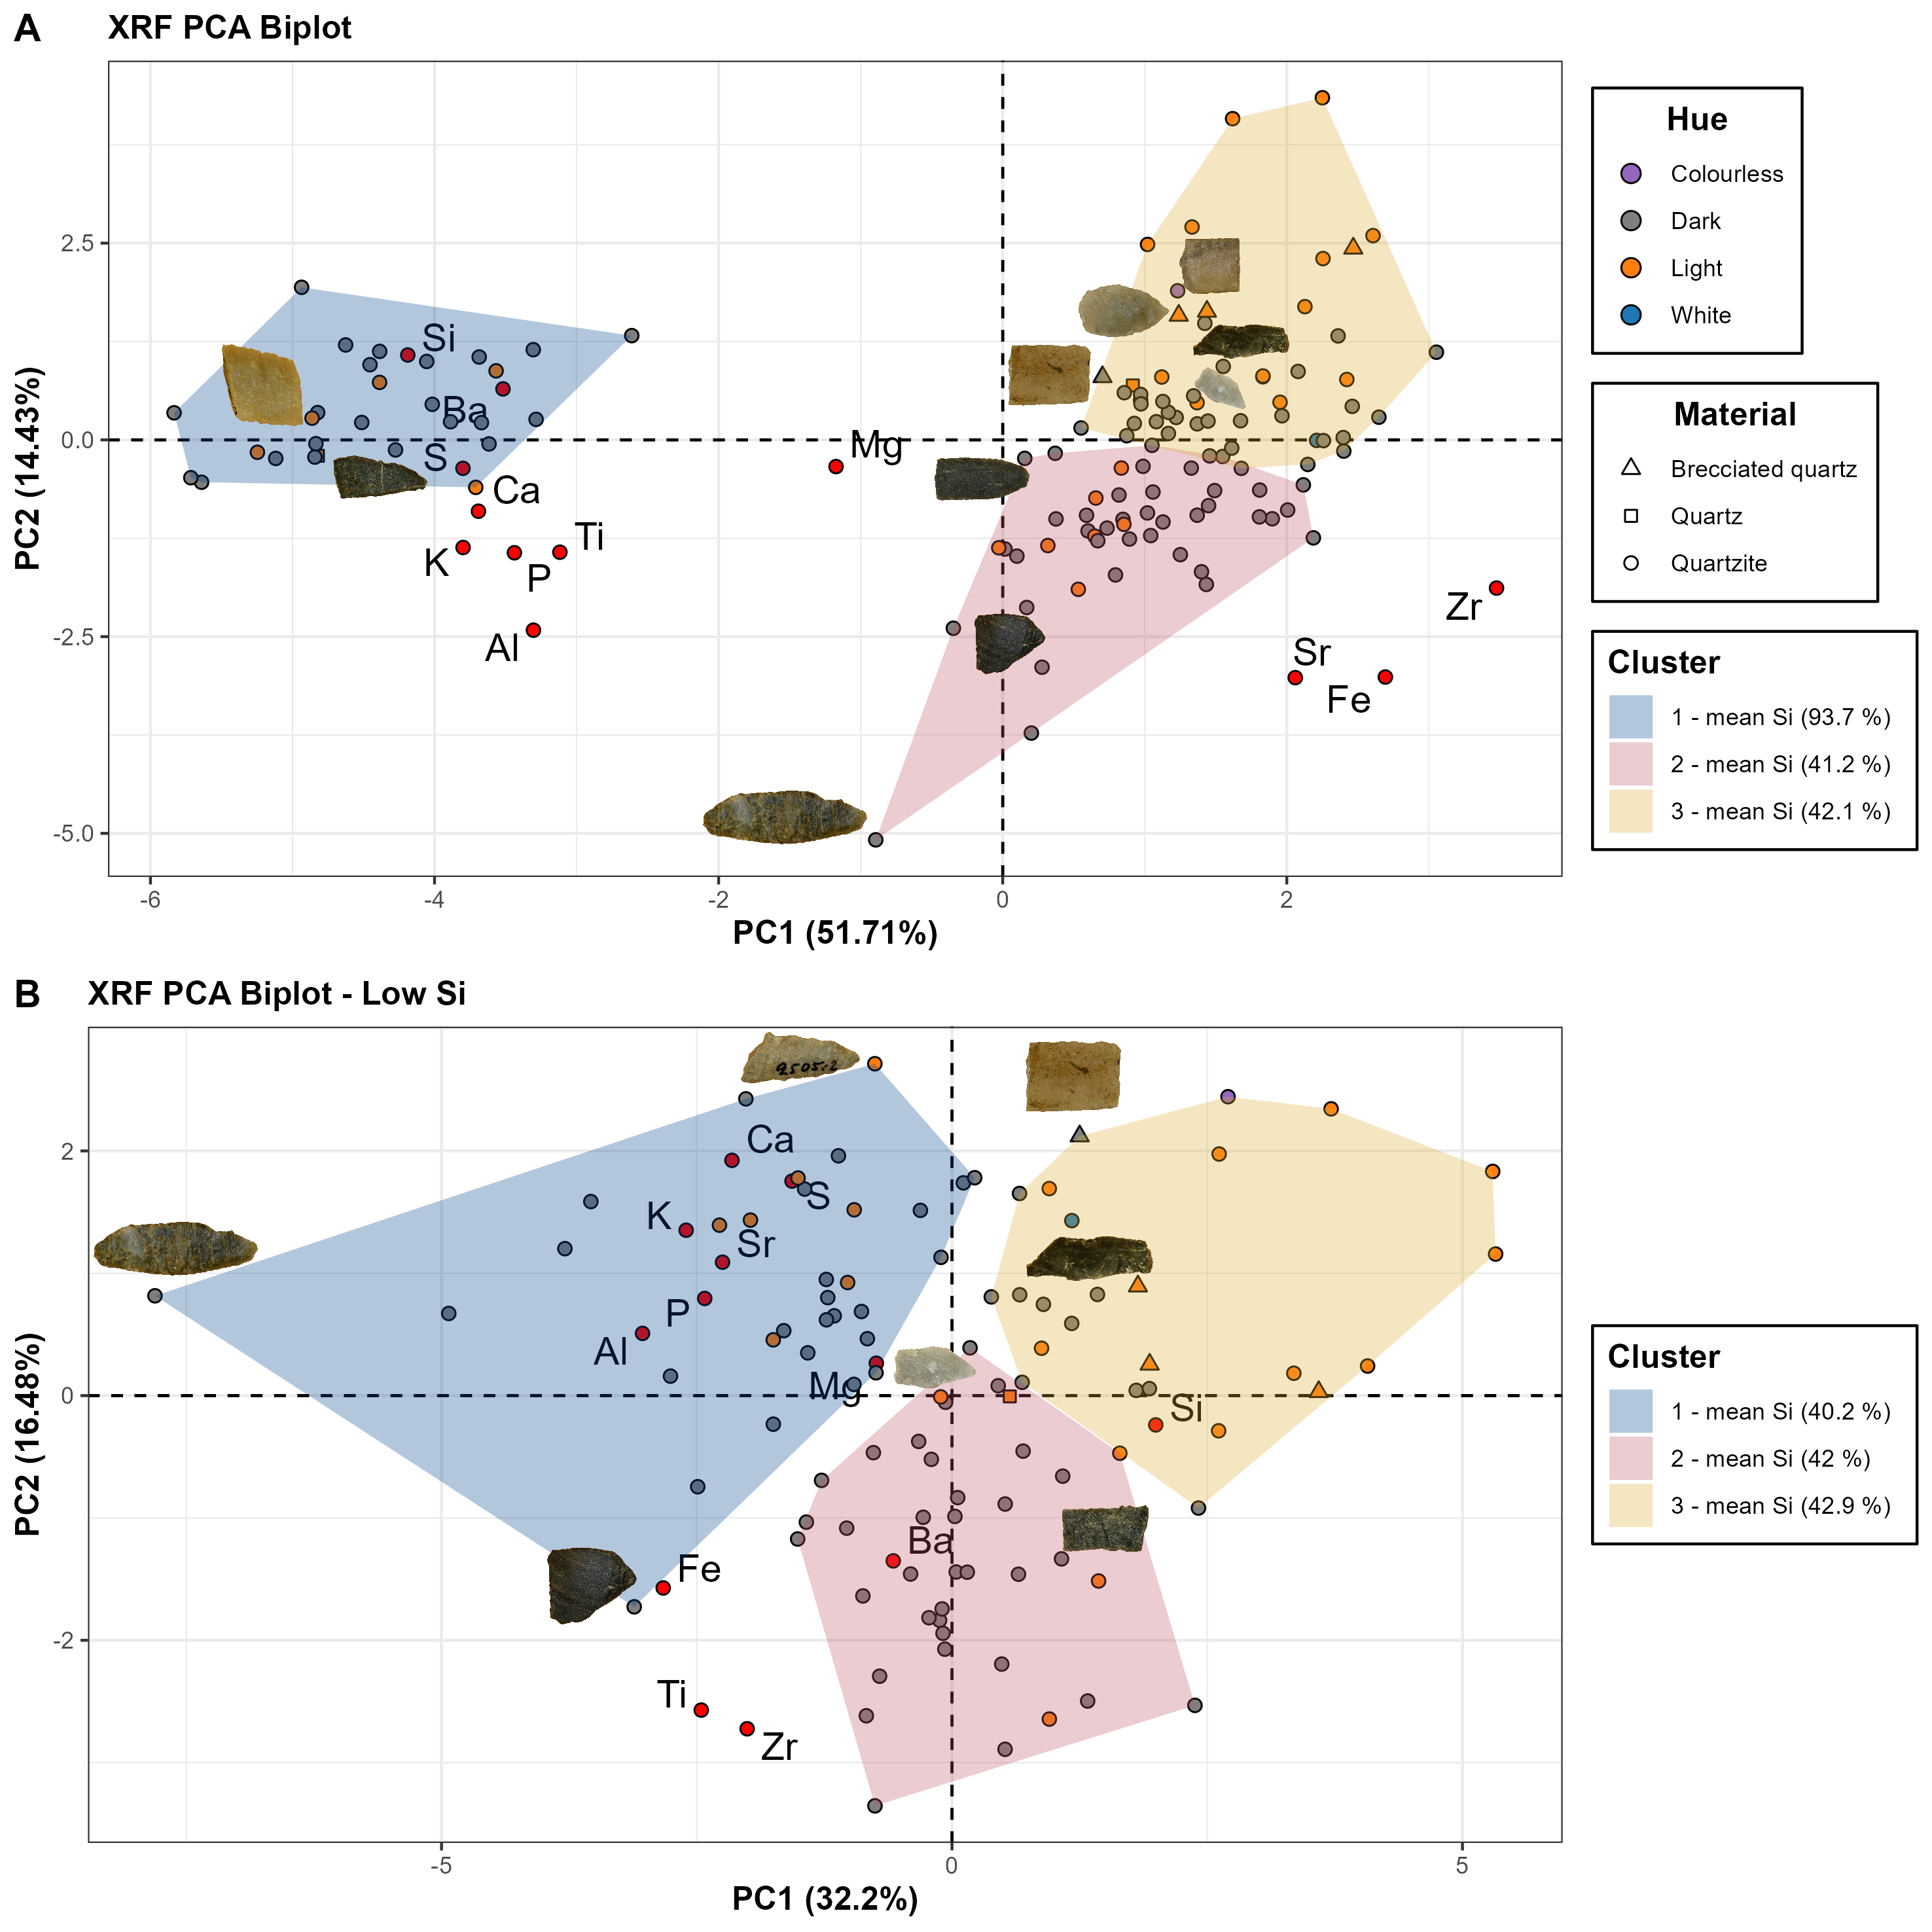 A
XRF PCA Biplot
PC2 (14.43%)
2.5
0.0
-2.5
-5.0
Si
Ba
S
Ca
K
P
Ti
Al
Mg
Zr
Sr
Fe
-6
-4
-2
0
2
PC1 (51.71%)
Hue
Colourless
Dark
Light
White
Material
Brecciated quartz
Quartz
Quartzite
Cluster
1 - mean Si (93.7 %)
2 - mean Si (41.2 %)
3 - mean Si (42.1 %)
B
XRF PCA Biplot - Low Si
PC2 (16.48%)
2
0
-2
9505:2
Ca
S
K
Sr
P
Al
Mg
Si
Ba
Fe
Ti
Zr
-5
0
5
PC1 (32.2%)
Cluster
1 - mean Si (40.2 %)
2 - mean Si (42 %)
3 - mean Si (42.9 %)